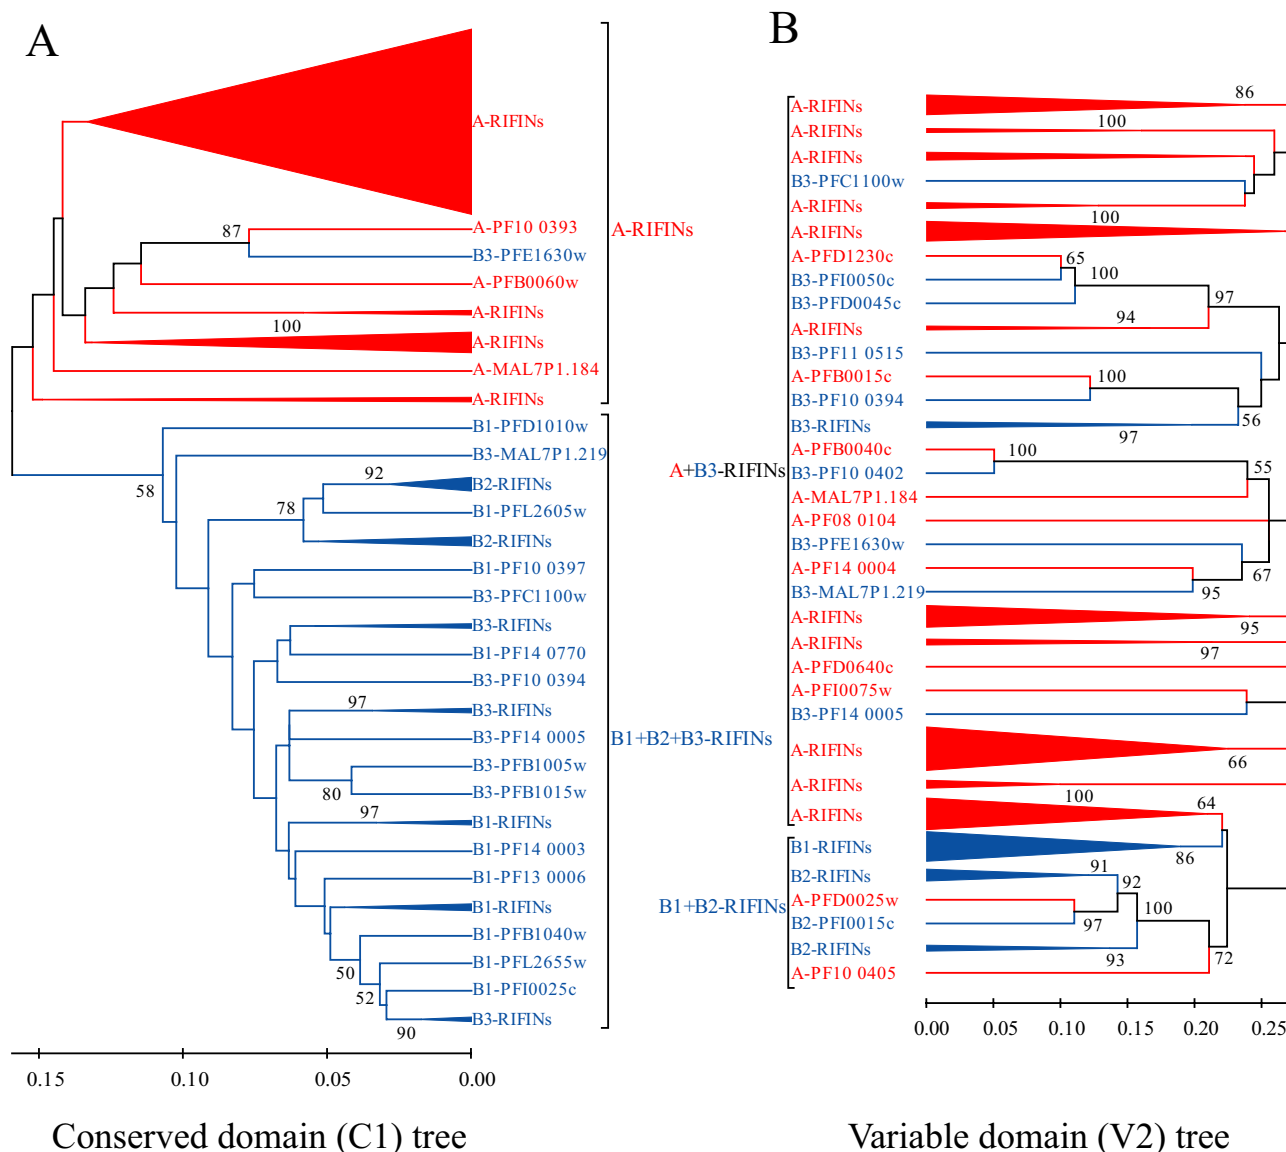 A
A-RIFINs
A-PF10 0393
87
B3-PFE1630w
A-PFB0060w
A-RIFINs
100
A-RIFINs
A-MAL7P1.184
A-RIFINs
A-RIFINs
B1-PFD1010w
B3-MAL7P1.219
58
92
B2-RIFINs
78
B1-PFL2605w
B2-RIFINs
B1-PF10 0397
B3-PFC1100w
B3-RIFINs
B1-PF14 0770
B3-PF10 0394
97
B3-RIFINs
B3-PF14 0005
B3-PFB1005w
80
B3-PFB1015w
97
B1-RIFINs
B1-PF14 0003
B1-PF13 0006
B1-RIFINs
B1-PFB1040w
50
B1-PFL2655w
52
B1-PFI0025c
B3-RIFINs
90
B1+B2+B3-RIFINs
0.15 0.10 0.05 0.00
Conserved domain (C1) tree
B
86
A-RIFINs
100
A-RIFINs
A-RIFINs
B3-PFC1100w
A-RIFINs
100
A-RIFINs
A-PFD1230c
65
B3-PFI0050c
100
B3-PFD0045c
97
A-RIFINs
94
B3-PF11 0515
A-PFB0015c
100
B3-PF10 0394
56
B3-RIFINs
97
A-PFB0040c
100
B3-PF10 0402
55
A-MAL7P1.184
A-PF08 0104
B3-PFE1630w
67
A-PF14 0004
95
B3-MAL7P1.219
A-RIFINs
95
A-RIFINs
97
A-PFD0640c
A-PFI0075w
B3-PF14 0005
A-RIFINs
66
A-RIFINs
100
A-RIFINs
64
A+B3-RIFINs
B1-RIFINs
86
B2-RIFINs
91
92
A-PFD0025w
100
B2-PFI0015c
97
B2-RIFINs
93
72
A-PF10 0405
B1+B2-RIFINs
0.00 0.05 0.10 0.15 0.20 0.25
Variable domain (V2) tree